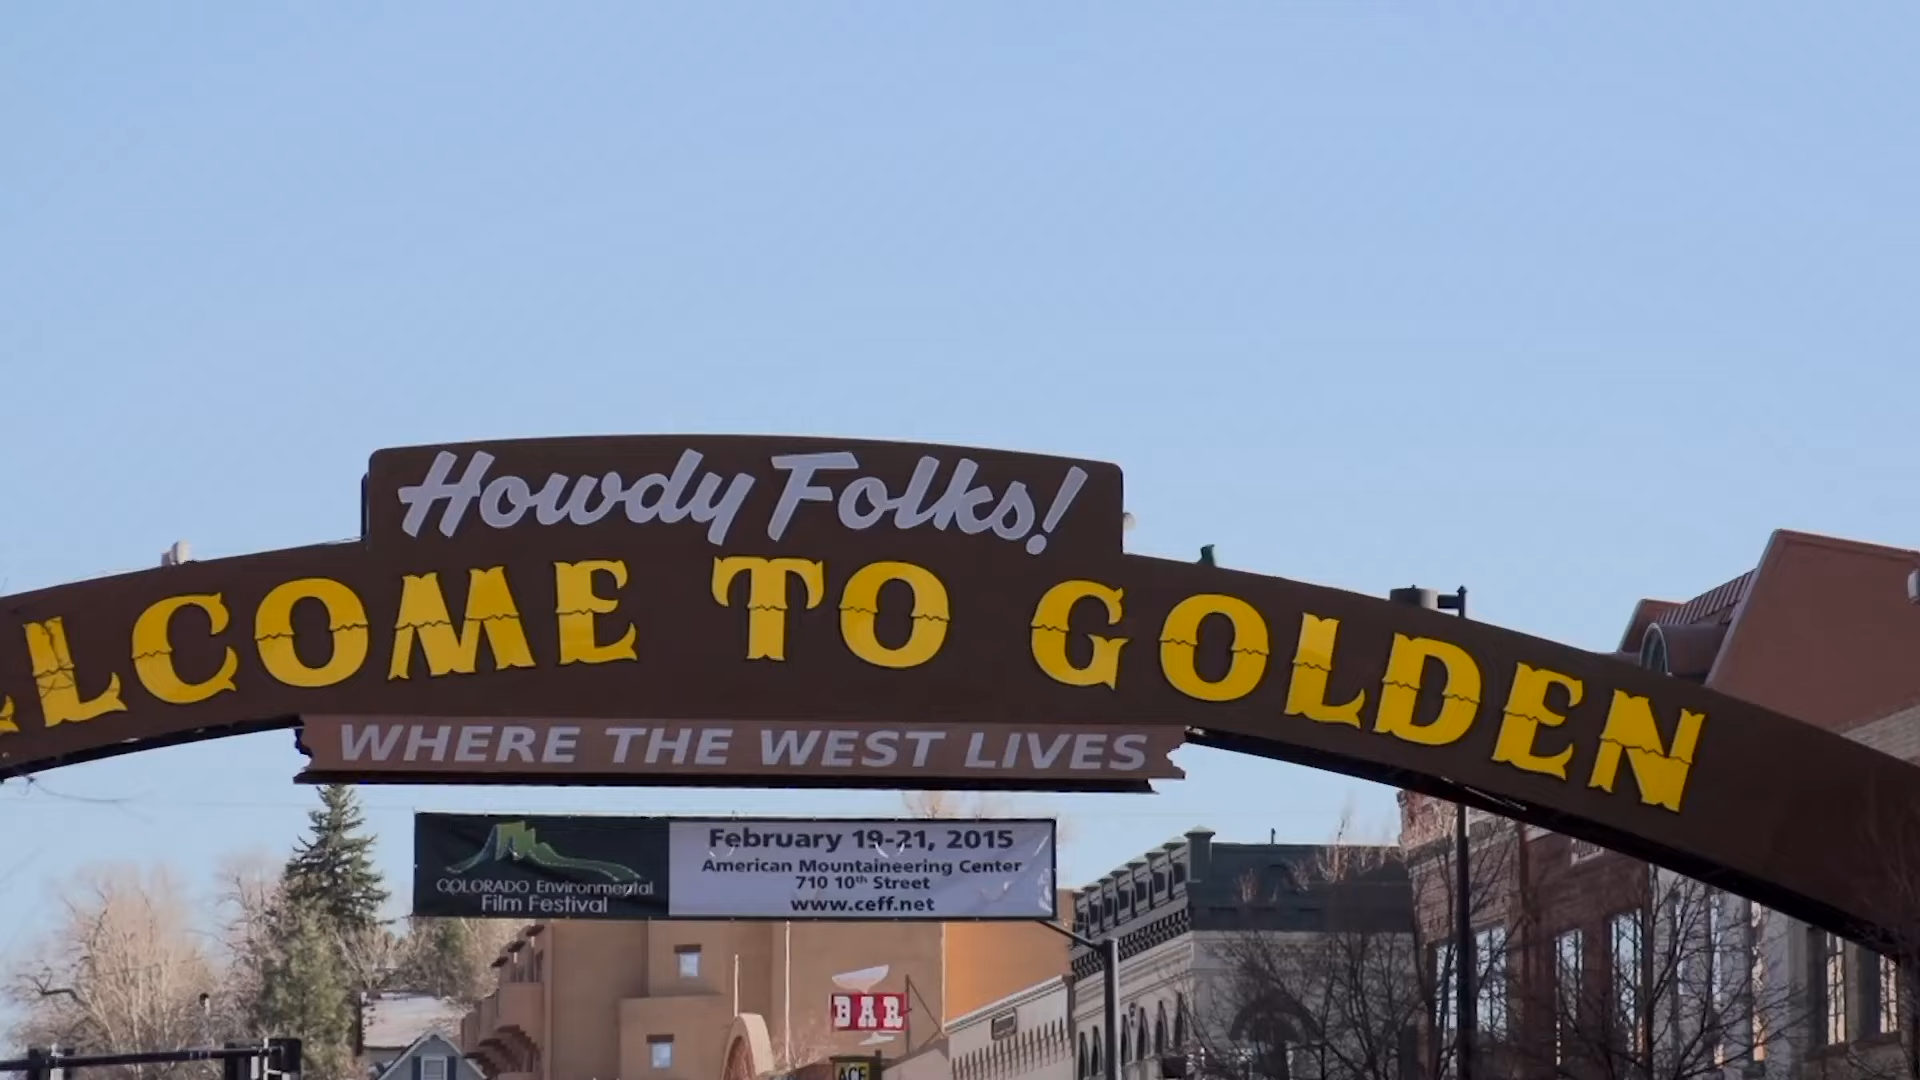 Howdy Folks!
LCOME TO GOLDEN
WHERE THE WEST LIVES
COLORADO Environmental
Film Festival
February 19-21, 2015
American Mountaineering Center
710 10th Street
www.ceff.net
BAR
ACE